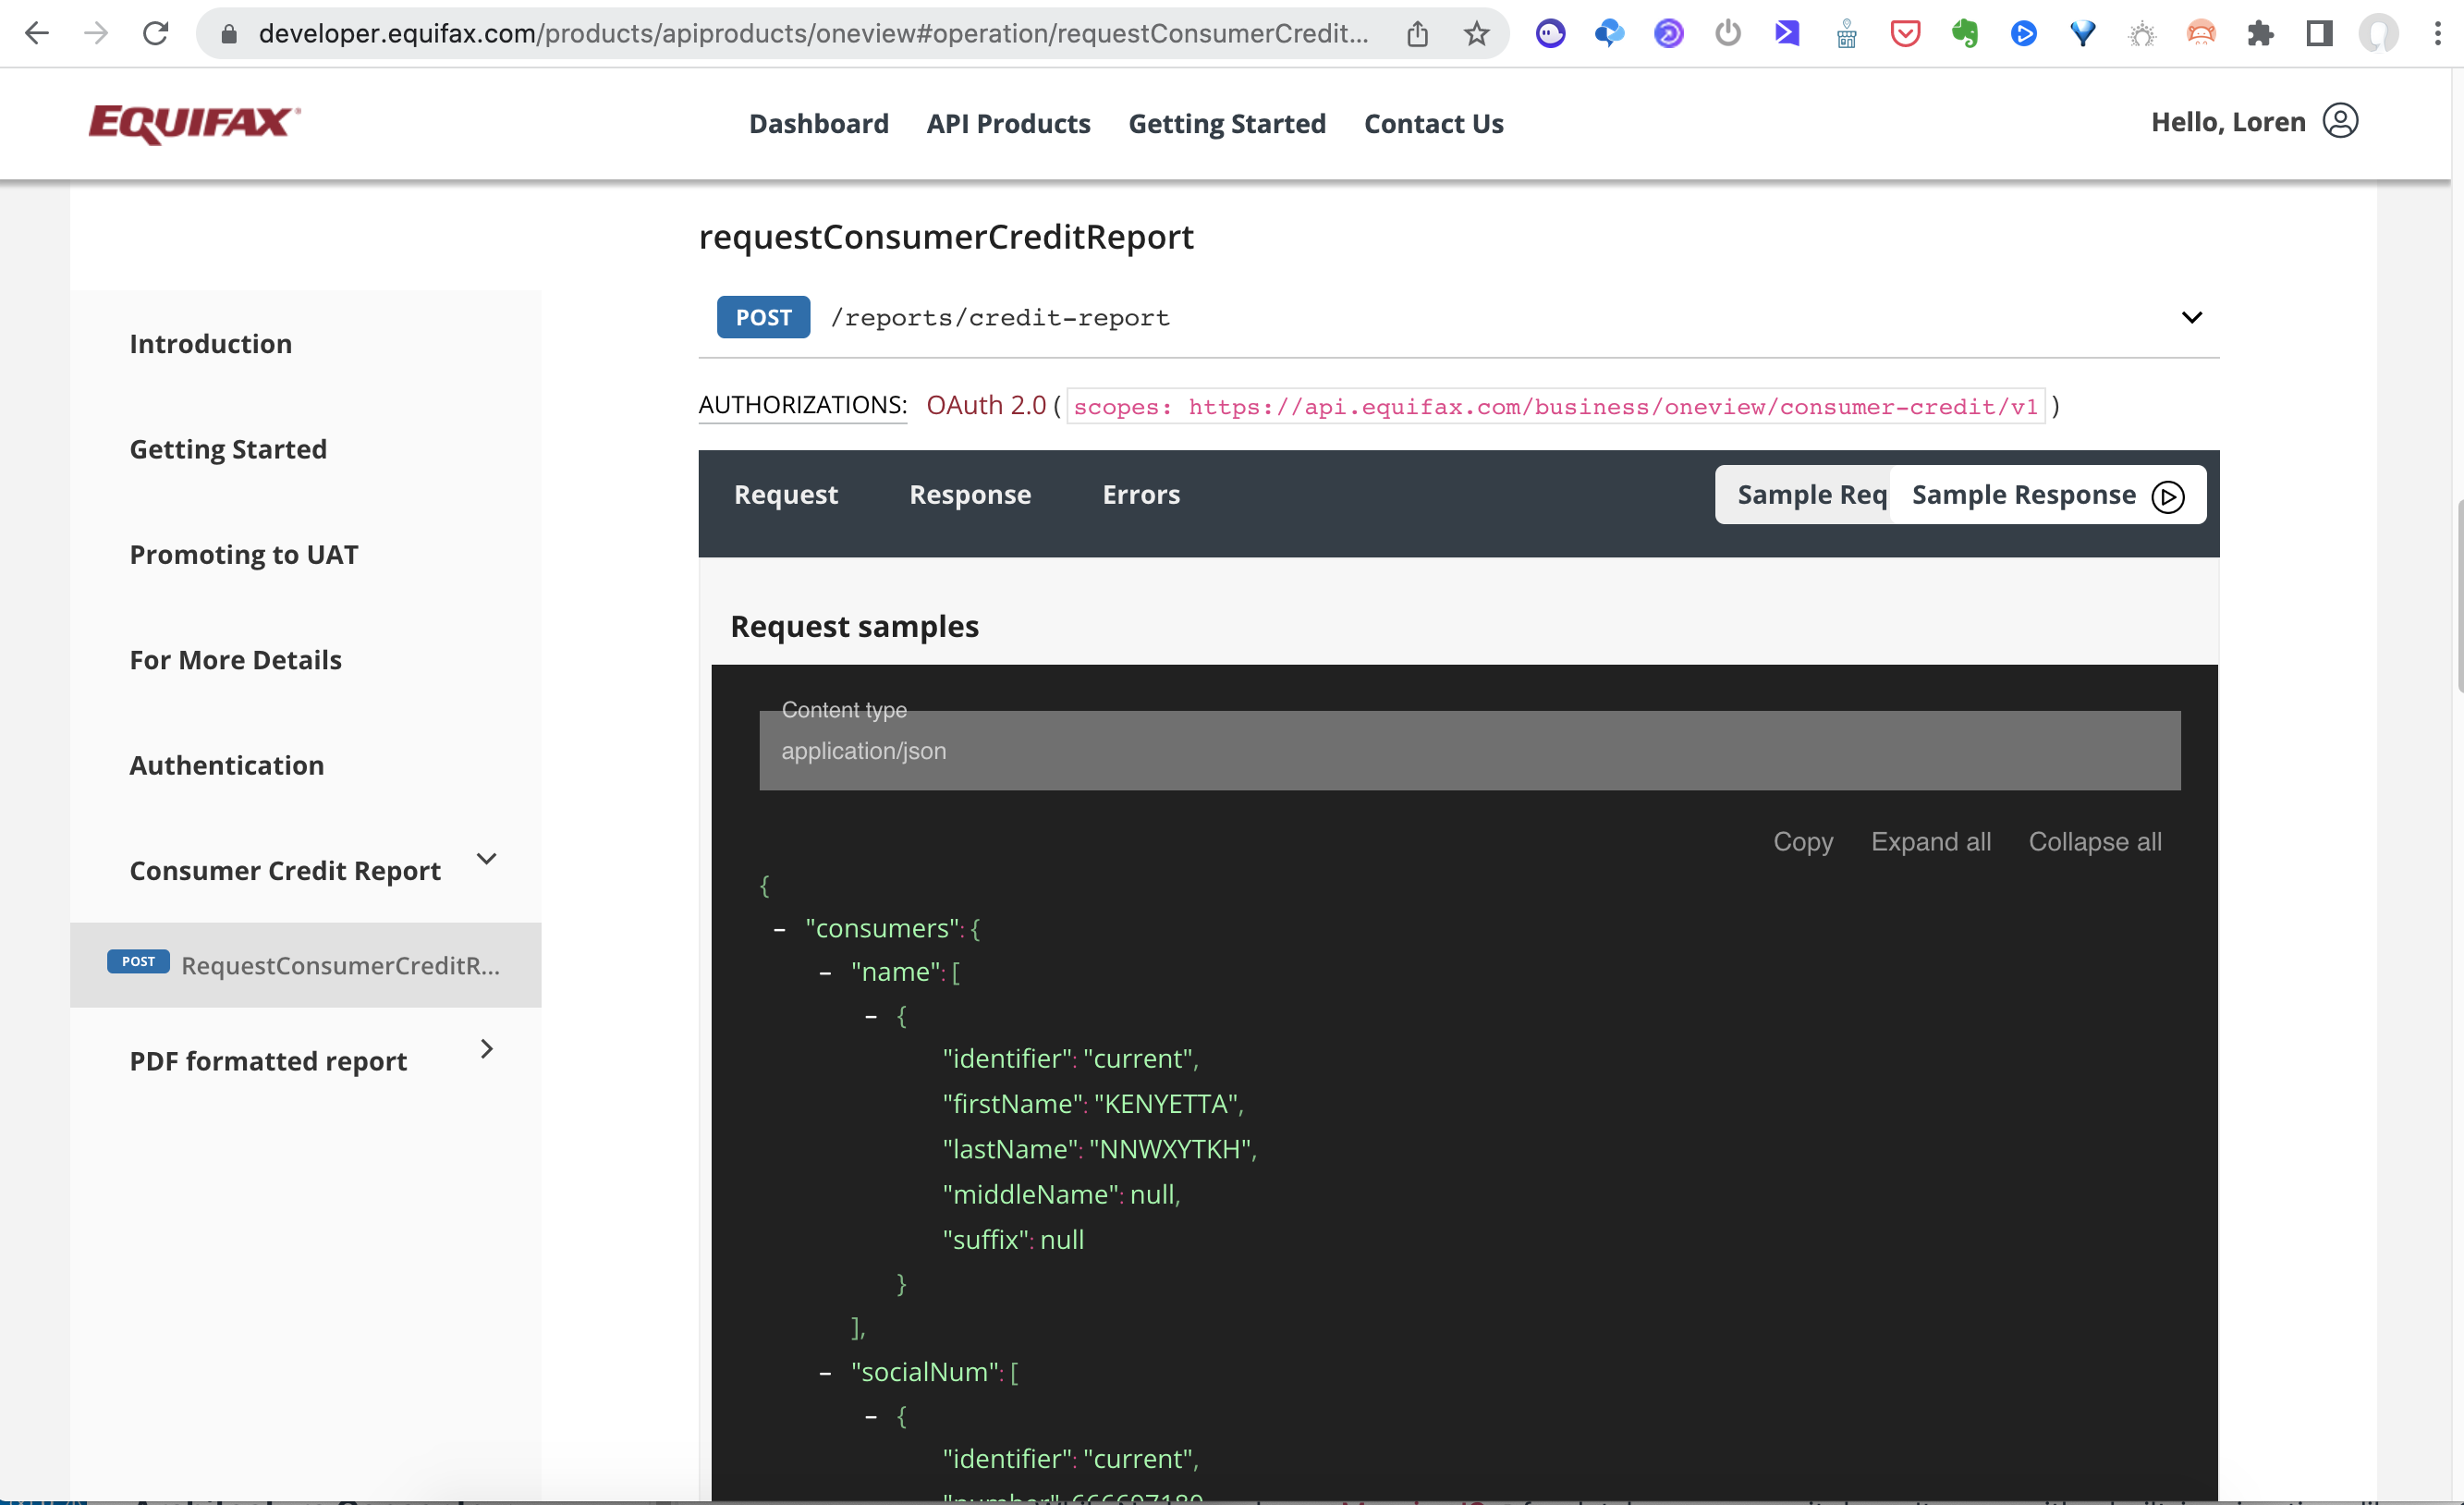 developer.equifax.com/products/apiproducts/oneview#operation/requestConsumerCredit...
EQUIFAX®
Dashboard
API Products
Getting Started
Contact Us
Hello, Loren
Introduction
Getting Started
Promoting to UAT
For More Details
Authentication
Consumer Credit Report
POST RequestConsumerCreditR...
PDF formatted report
requestConsumerCreditReport
POST /reports/credit-report
AUTHORIZATIONS: OAuth 2.0 ( scopes: https://api.equifax.com/business/oneview/consumer-credit/v1 )
Request
Response
Errors
Sample Req
Sample Response
Request samples
Content type
application/json
Copy
Expand all
Collapse all
{
– "consumers": {
– "name": [
– {
"identifier": "current",
"firstName": "KENYETTA",
"lastName": "NNWXYTKH",
"middleName": null,
"suffix": null
}
],
– "socialNum": [
– {
"identifier": "current",